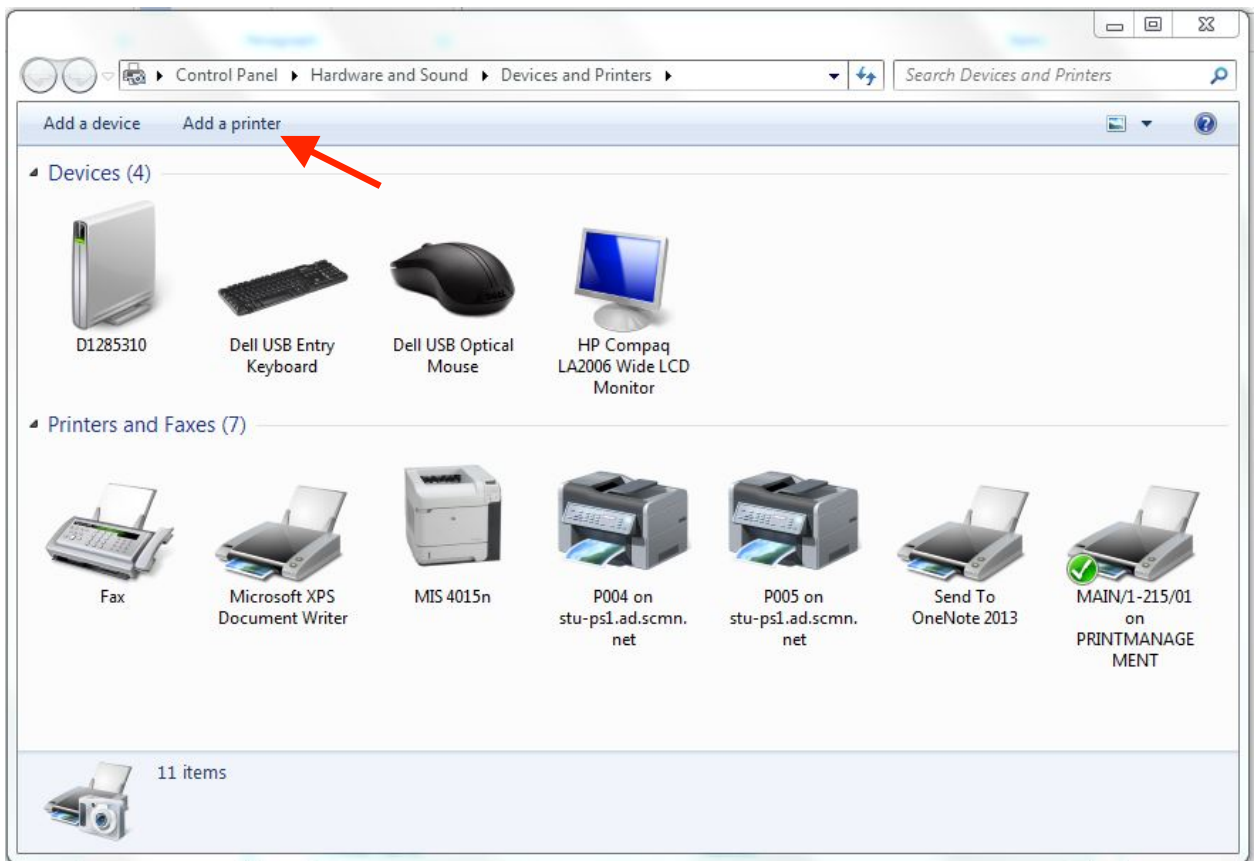 Control Panel Hardware and Sound Devices and Printers Search Devices and Printers
Add a device Add a printer
Devices (4)
D1285310
Dell USB Entry
Keyboard
Dell USB Optical
Mouse
HP Compaq
LA2006 Wide LCD
Monitor
Printers and Faxes (7)
Fax
Microsoft XPS
Document Writer
MIS 4015n
P004 on
stu-ps1.ad.scmn.
net
P005 on
stu-ps1.ad.scmn.
net
Send To
OneNote 2013
MAIN/1-215/01
on
PRINTMANAGE
MENT
11 items